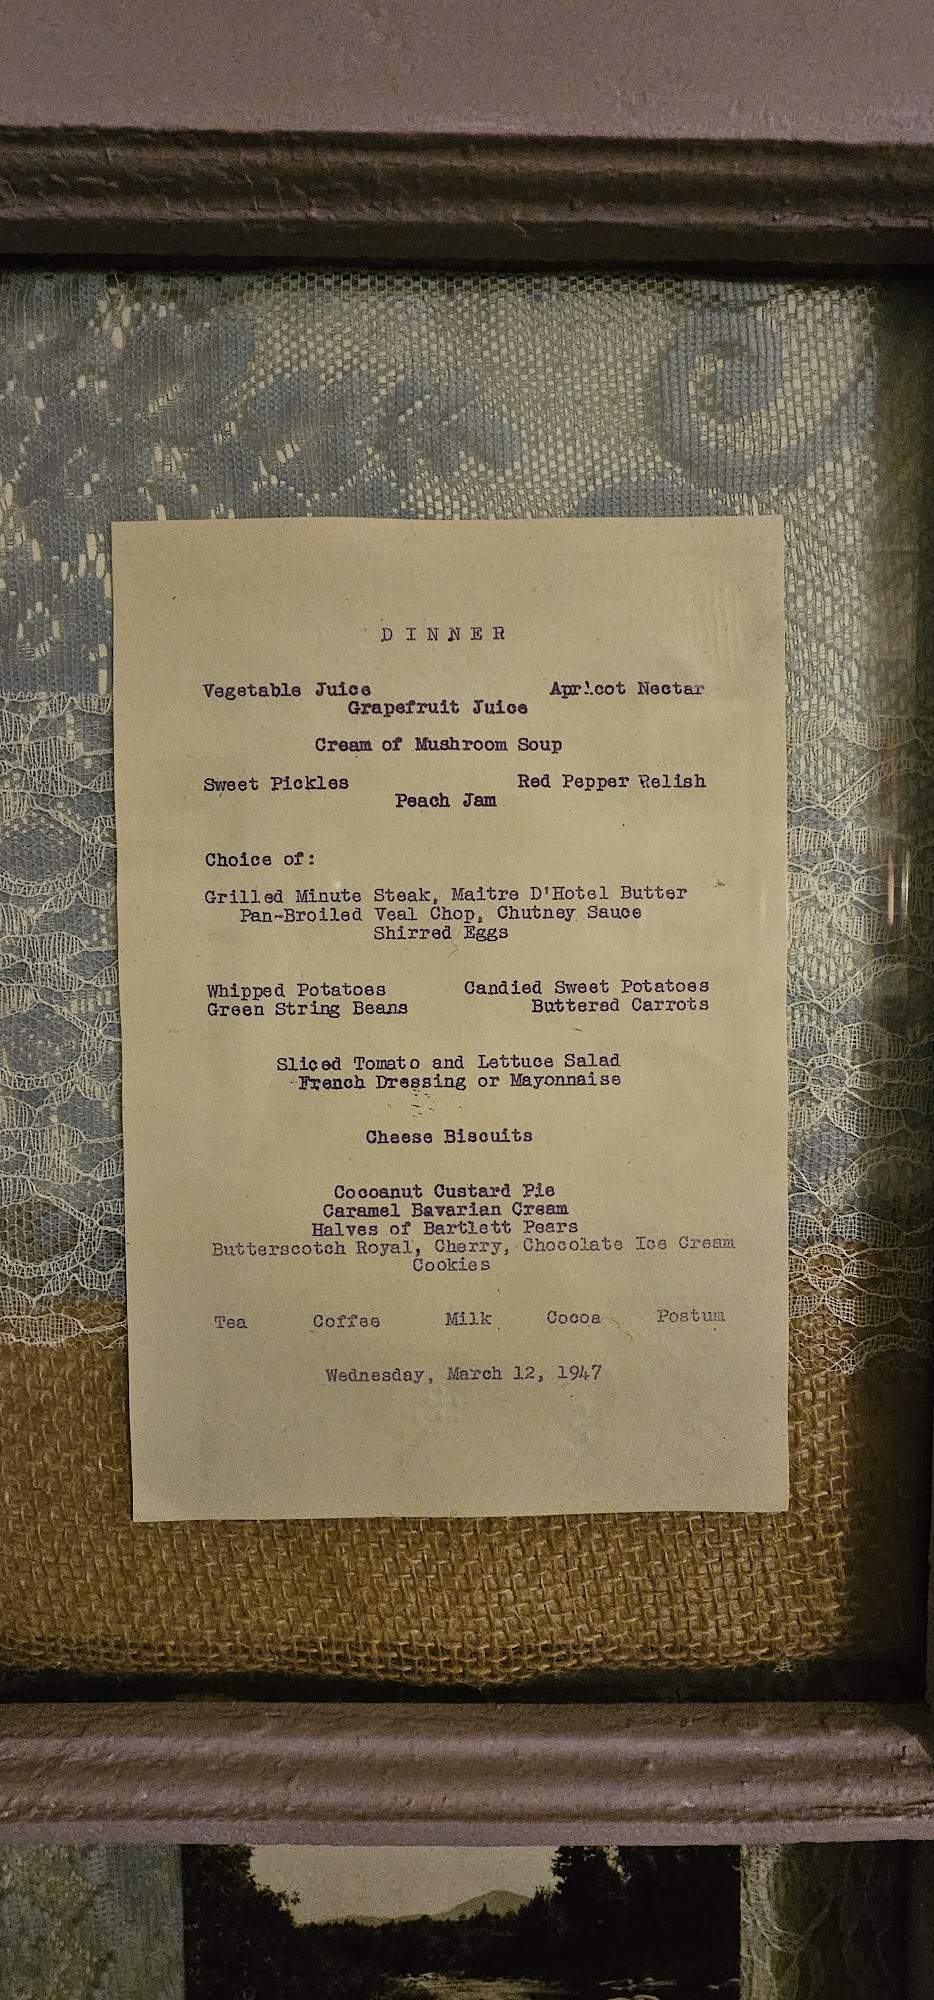 DINNER
Vegetable Juice Apricot Nectar
Grapefruit Juice
Cream of Mushroom Soup
Sweet Pickles Red Pepper Relish
Peach Jam
Choice of:
Grilled Minute Steak, Maitre D'Hotel Butter
Pan-Broiled Veal Chop, Chutney Sauce
Shirred Eggs
Whipped Potatoes Candied Sweet Potatoes
Green String Beans Buttered Carrots
Sliced Tomato and Lettuce Salad
French Dressing or Mayonnaise
Cheese Biscuits
Cocoanut Custard Pie
Caramel Bavarian Cream
Halves of Bartlett Pears
Butterscotch Royal, Cherry, Chocolate Ice Cream
Cookies
Tea Coffee Milk Cocoa Postum
Wednesday, March 12, 1947